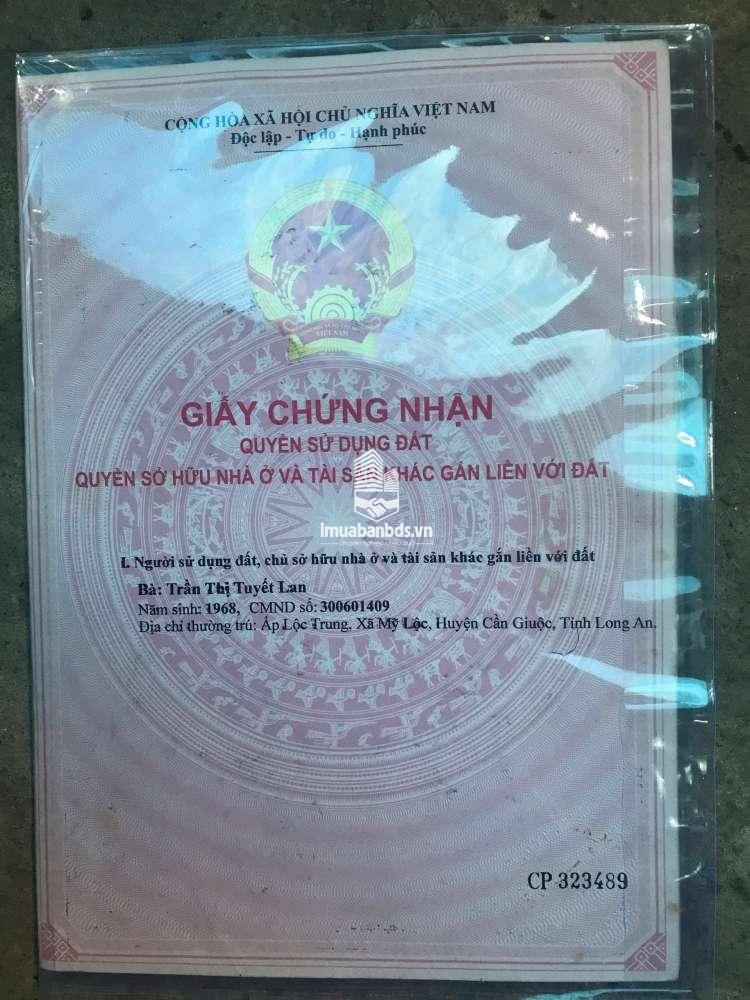 CỘNG HÒA XÃ HỘI CHỦ NGHĨA VIỆT NAM
Độc lập - Tự do - Hạnh phúc
VIỆT NAM
GIẤY CHỨNG NHẬN
QUYỀN SỬ DỤNG ĐẤT
QUYỀN SỞ HỮU NHÀ Ở VÀ TÀI SẢN KHÁC GẮN LIỀN VỚI ĐẤT
imuabanbds.vn
I. Người sử dụng đất, chủ sở hữu nhà ở và tài sản khác gắn liền với đất
Bà: Trần Thị Tuyết Lan
Năm sinh: 1968, CMND số: 300601409
Địa chỉ thường trú: Ấp Lộc Trung, Xã Mỹ Lộc, Huyện Cần Giuộc, Tỉnh Long An.
CP 323489